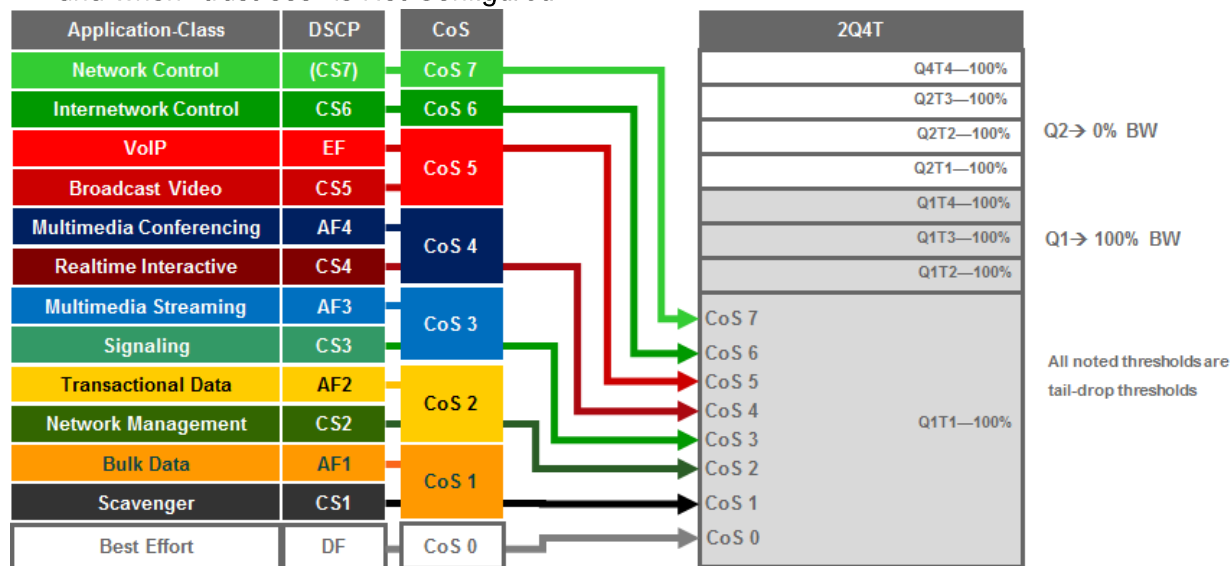 Application-Class DSCP CoS 2Q4T
Network Control (CS7) CoS 7
Internetwork Control CS6 CoS 6
VoIP EF CoS 5
Broadcast Video CS5
Multimedia Conferencing AF4 CoS 4
Realtime Interactive CS4
Multimedia Streaming AF3 CoS 3
Signaling CS3
Transactional Data AF2 CoS 2
Network Management CS2
Bulk Data AF1 CoS 1
Scavenger CS1
Best Effort DF CoS 0
Q4T4—100%
Q2T3—100%
Q2T2—100%
Q2T1—100%
Q1T4—100%
Q1T3—100%
Q1T2—100%
CoS 7
CoS 6
CoS 5
CoS 4
CoS 3
CoS 2
CoS 1
CoS 0
Q1T1—100%
Q2→ 0% BW
Q1→ 100% BW
All noted thresholds are
tail-drop thresholds